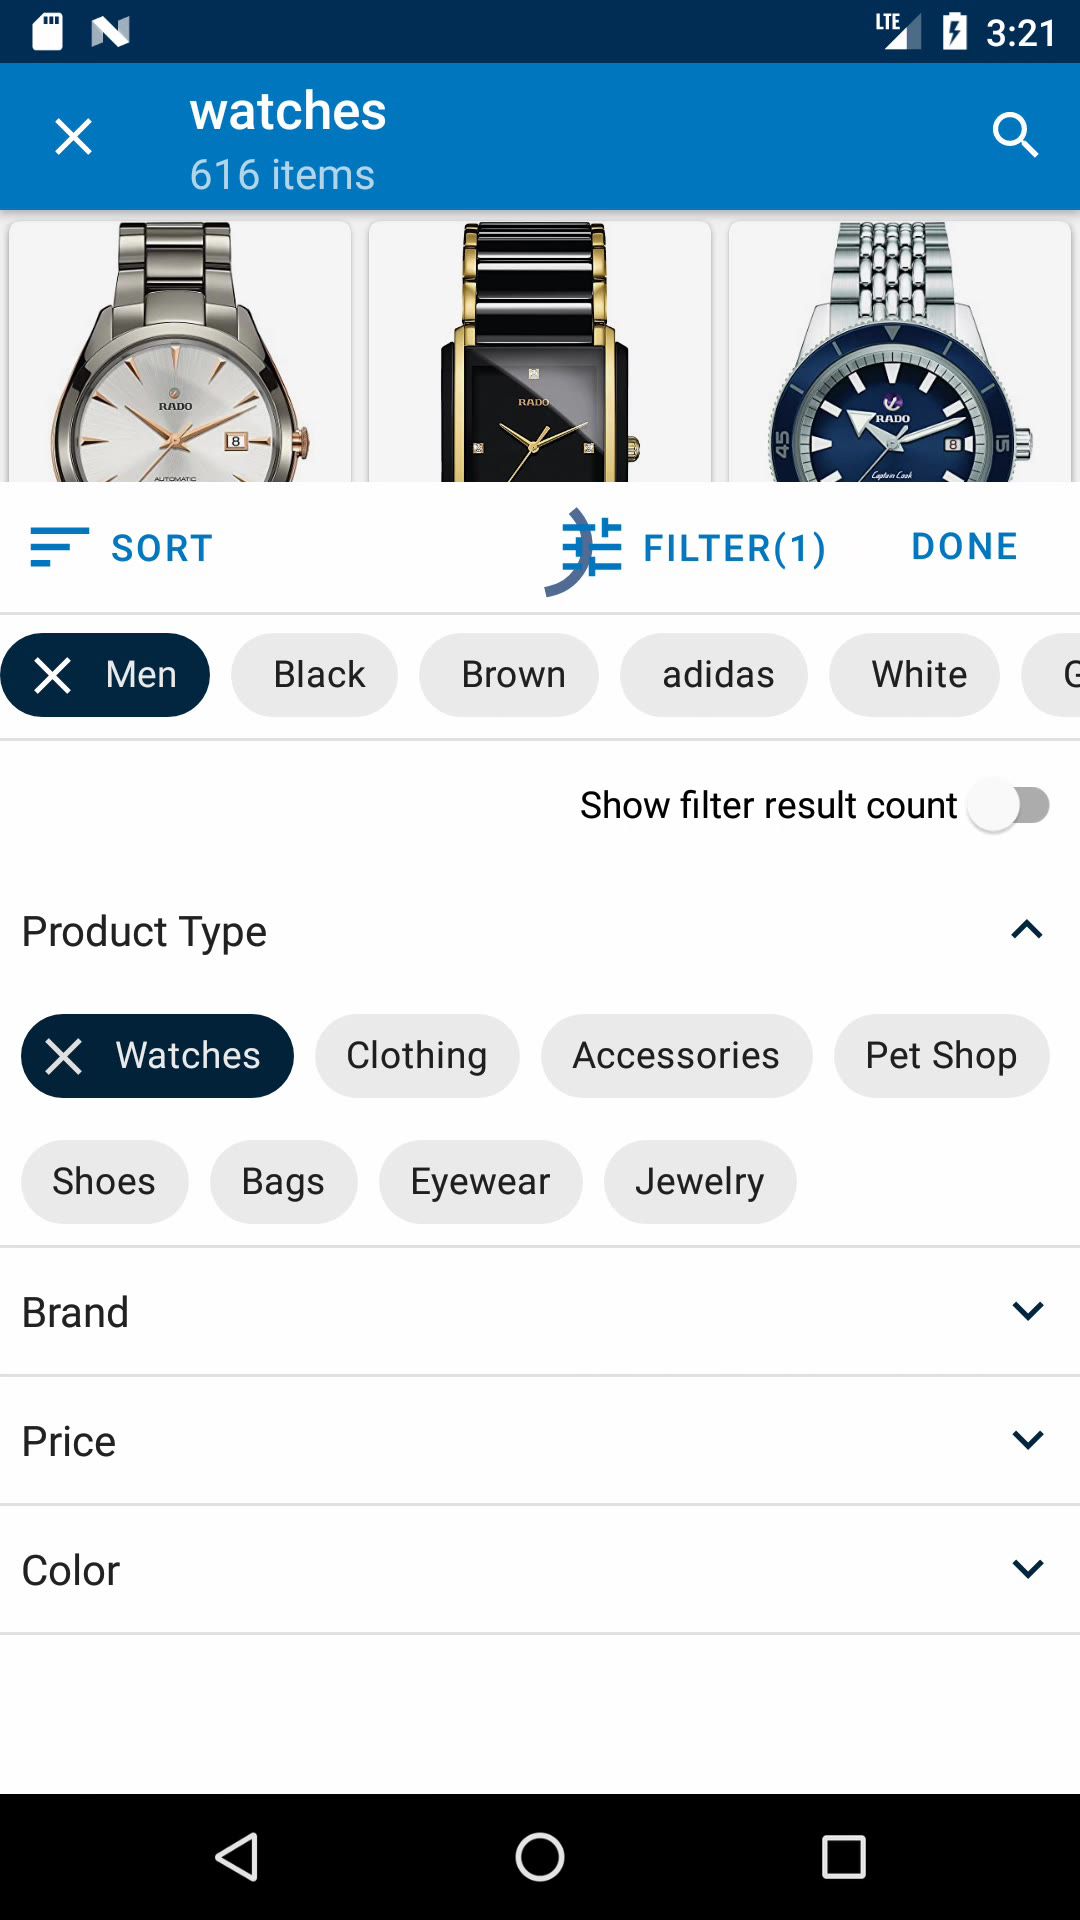 LTE 3:21
watches
616 items
RADO
8
AUTOMATIC
RADO
RADO
45
8
15
Captain Cook
SORT FILTER(1) DONE
Men Black Brown adidas White G
Show filter result count
Product Type
Watches Clothing Accessories Pet Shop
Shoes Bags Eyewear Jewelry
Brand
Price
Color